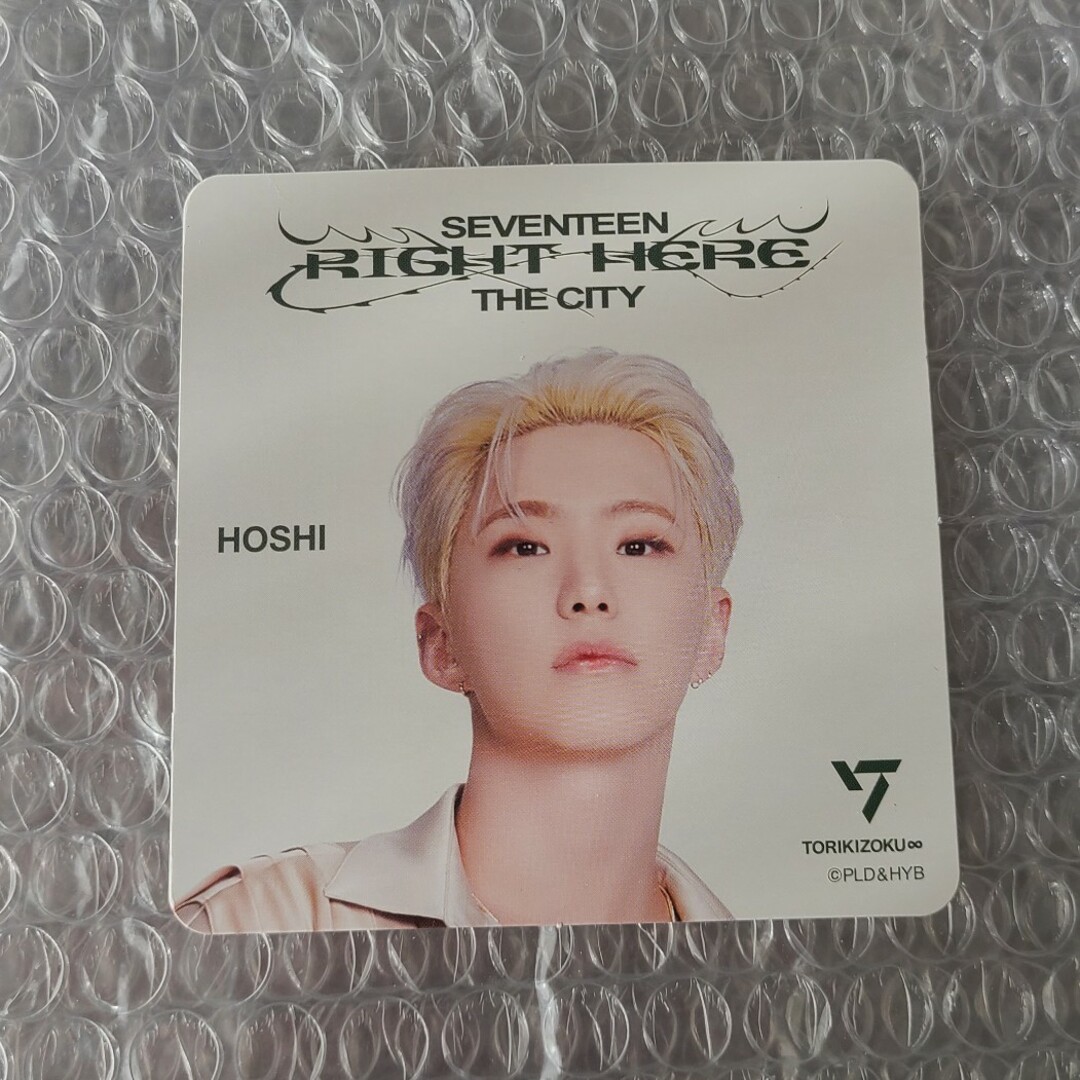 SEVENTEEN
RIGHT HERE
THE CITY
HOSHI
TORIKIZOKU∞
©PLD&HYB